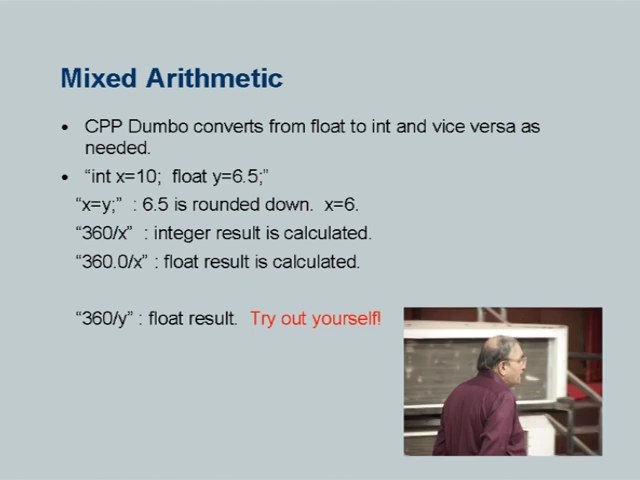 Mixed Arithmetic
• CPP Dumbo converts from float to int and vice versa as
needed.
• “int x=10; float y=6.5;”
“x=y;” : 6.5 is rounded down. x=6.
“360/x” : integer result is calculated.
“360.0/x” : float result is calculated.
“360/y” : float result. Try out yourself!